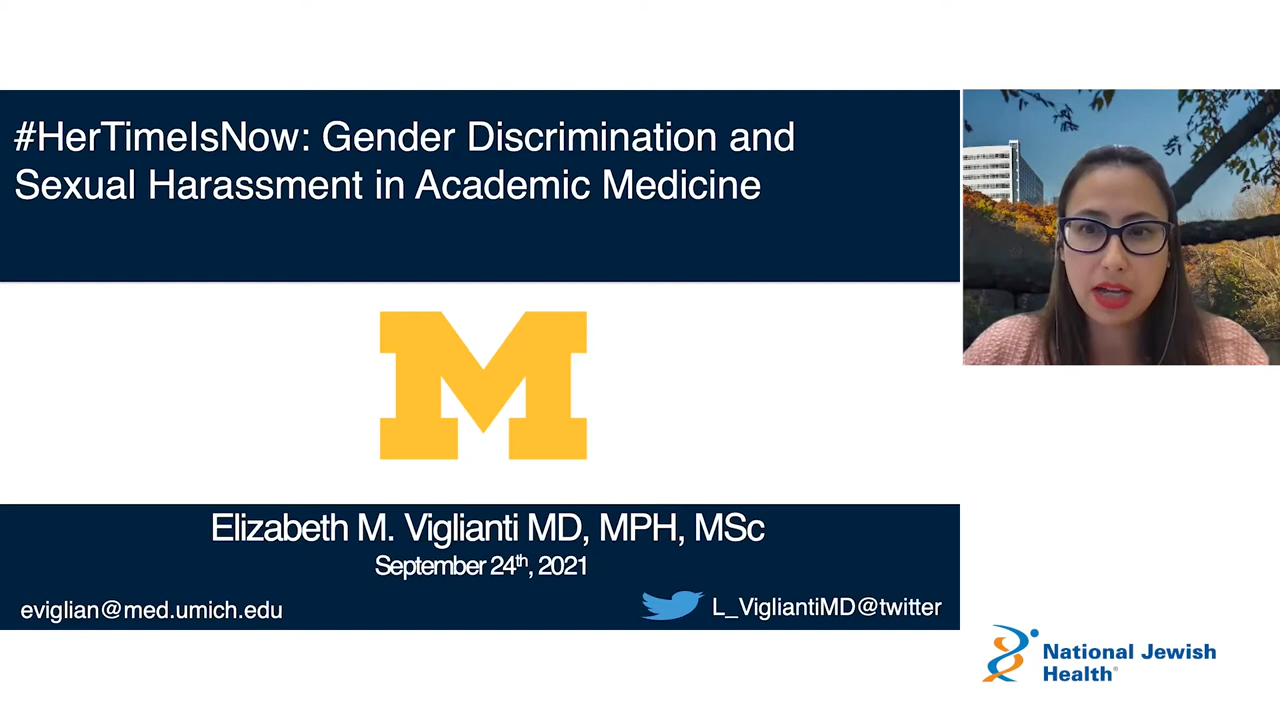 #HerTimeIsNow: Gender Discrimination and
Sexual Harassment in Academic Medicine
M
Elizabeth M. Viglianti MD, MPH, MSc
September 24th, 2021
eviglian@med.umich.edu
L_VigliantiMD@twitter
National Jewish
Health®